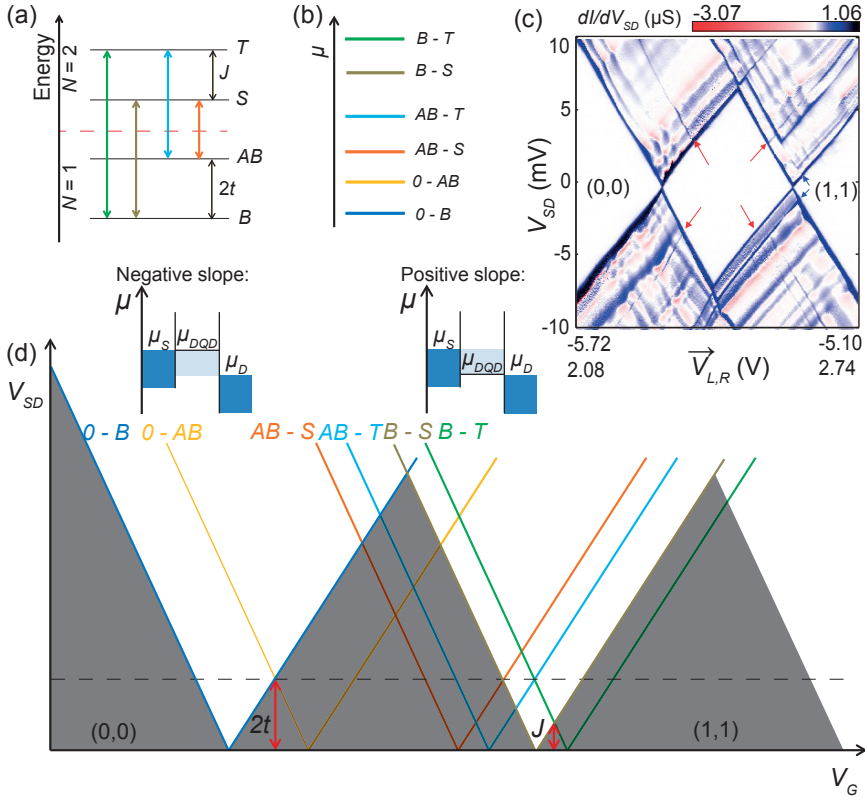 (a)
Energy
N = 2
N = 1
T
J
S
AB
2t
B
(b)
μ
B - T
B - S
AB - T
AB - S
0 - AB
0 - B
(c)
dI/dV_SD (μS)
-3.07 1.06
V_SD (mV)
10
5
0
-5
-10
(0,0)
(1,1)
-5.72 -5.10
2.08 2.74
V_L,R (V)
(d)
Negative slope:
μ
μ_S
μ_DQD
μ_D
Positive slope:
μ
μ_S
μ_DQD
μ_D
V_SD
0 - B 0 - AB AB - S AB - T B - S B - T
2t
J
(0,0)
(1,1)
V_G